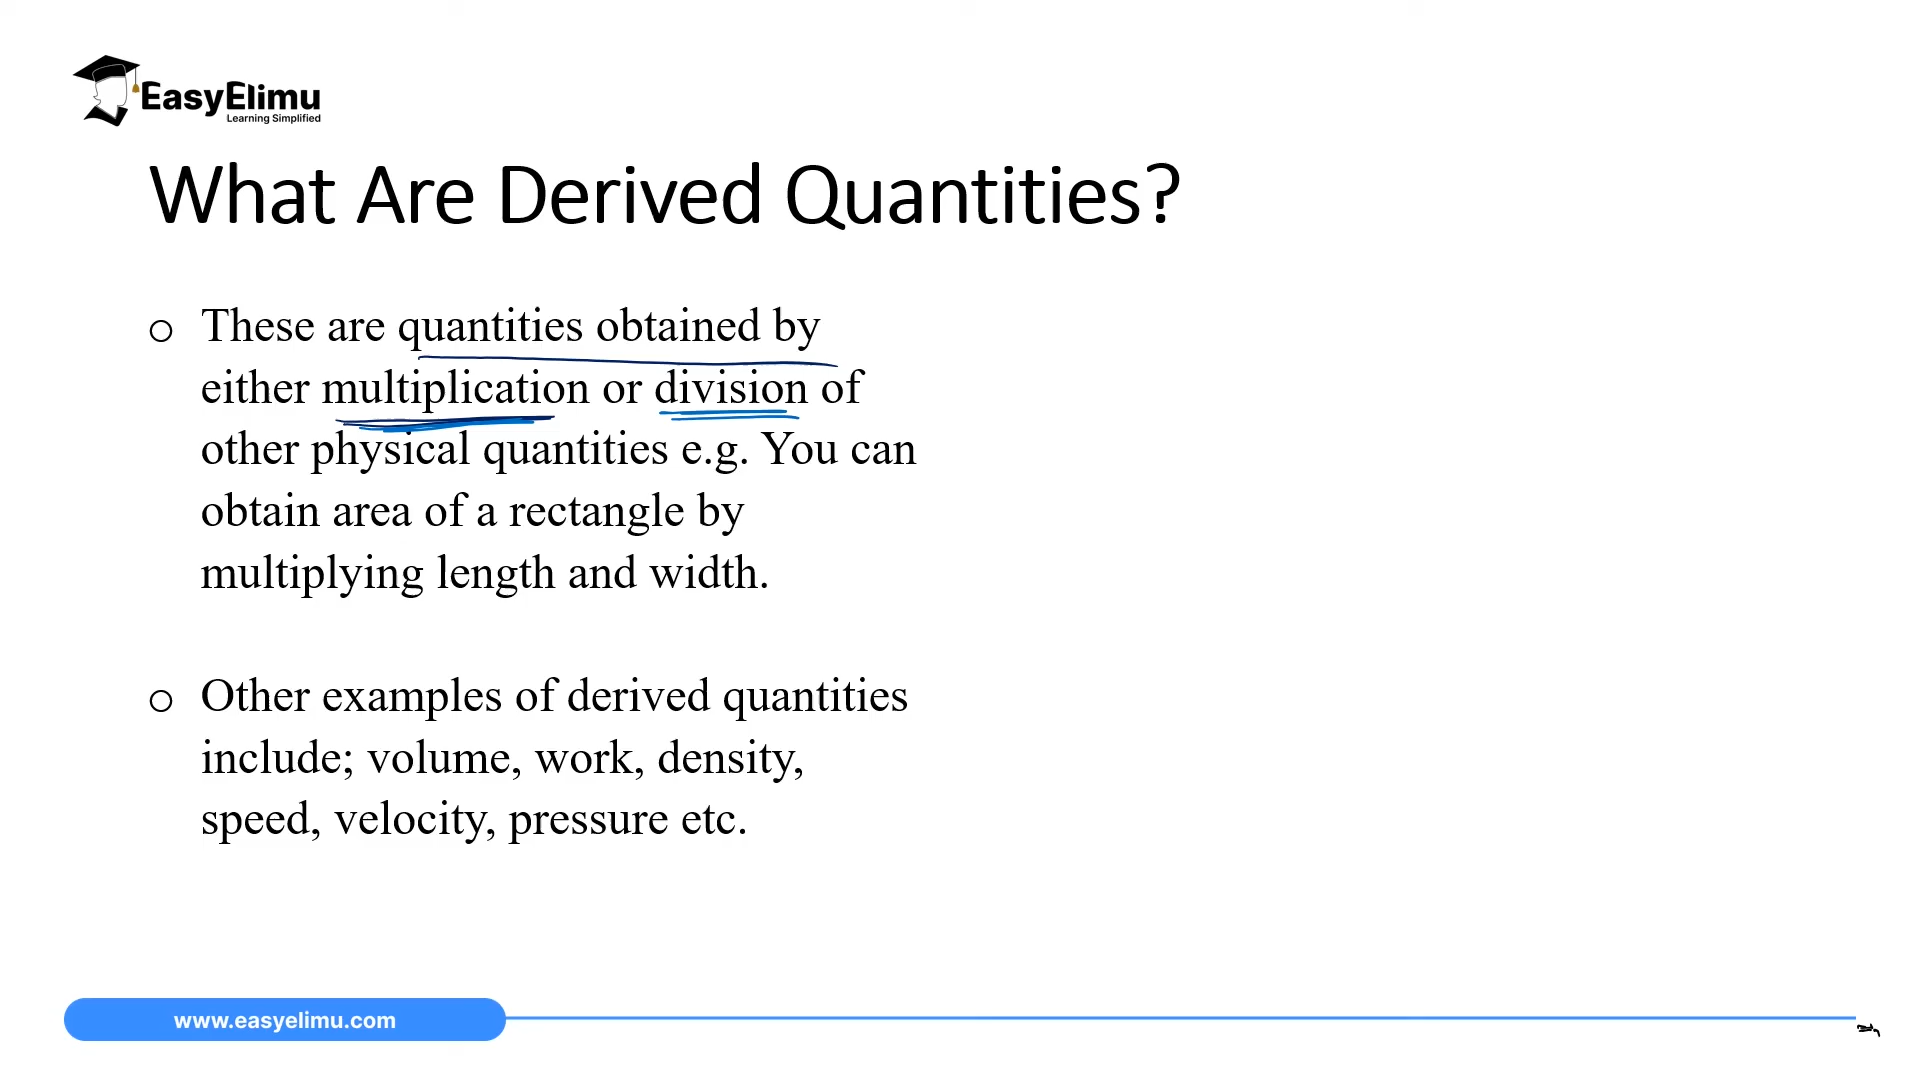 EasyElimu
Learning Simplified
What Are Derived Quantities?
These are quantities obtained by
either multiplication or division of
other physical quantities e.g. You can
obtain area of a rectangle by
multiplying length and width.
Other examples of derived quantities
include; volume, work, density,
speed, velocity, pressure etc.
www.easyelimu.com